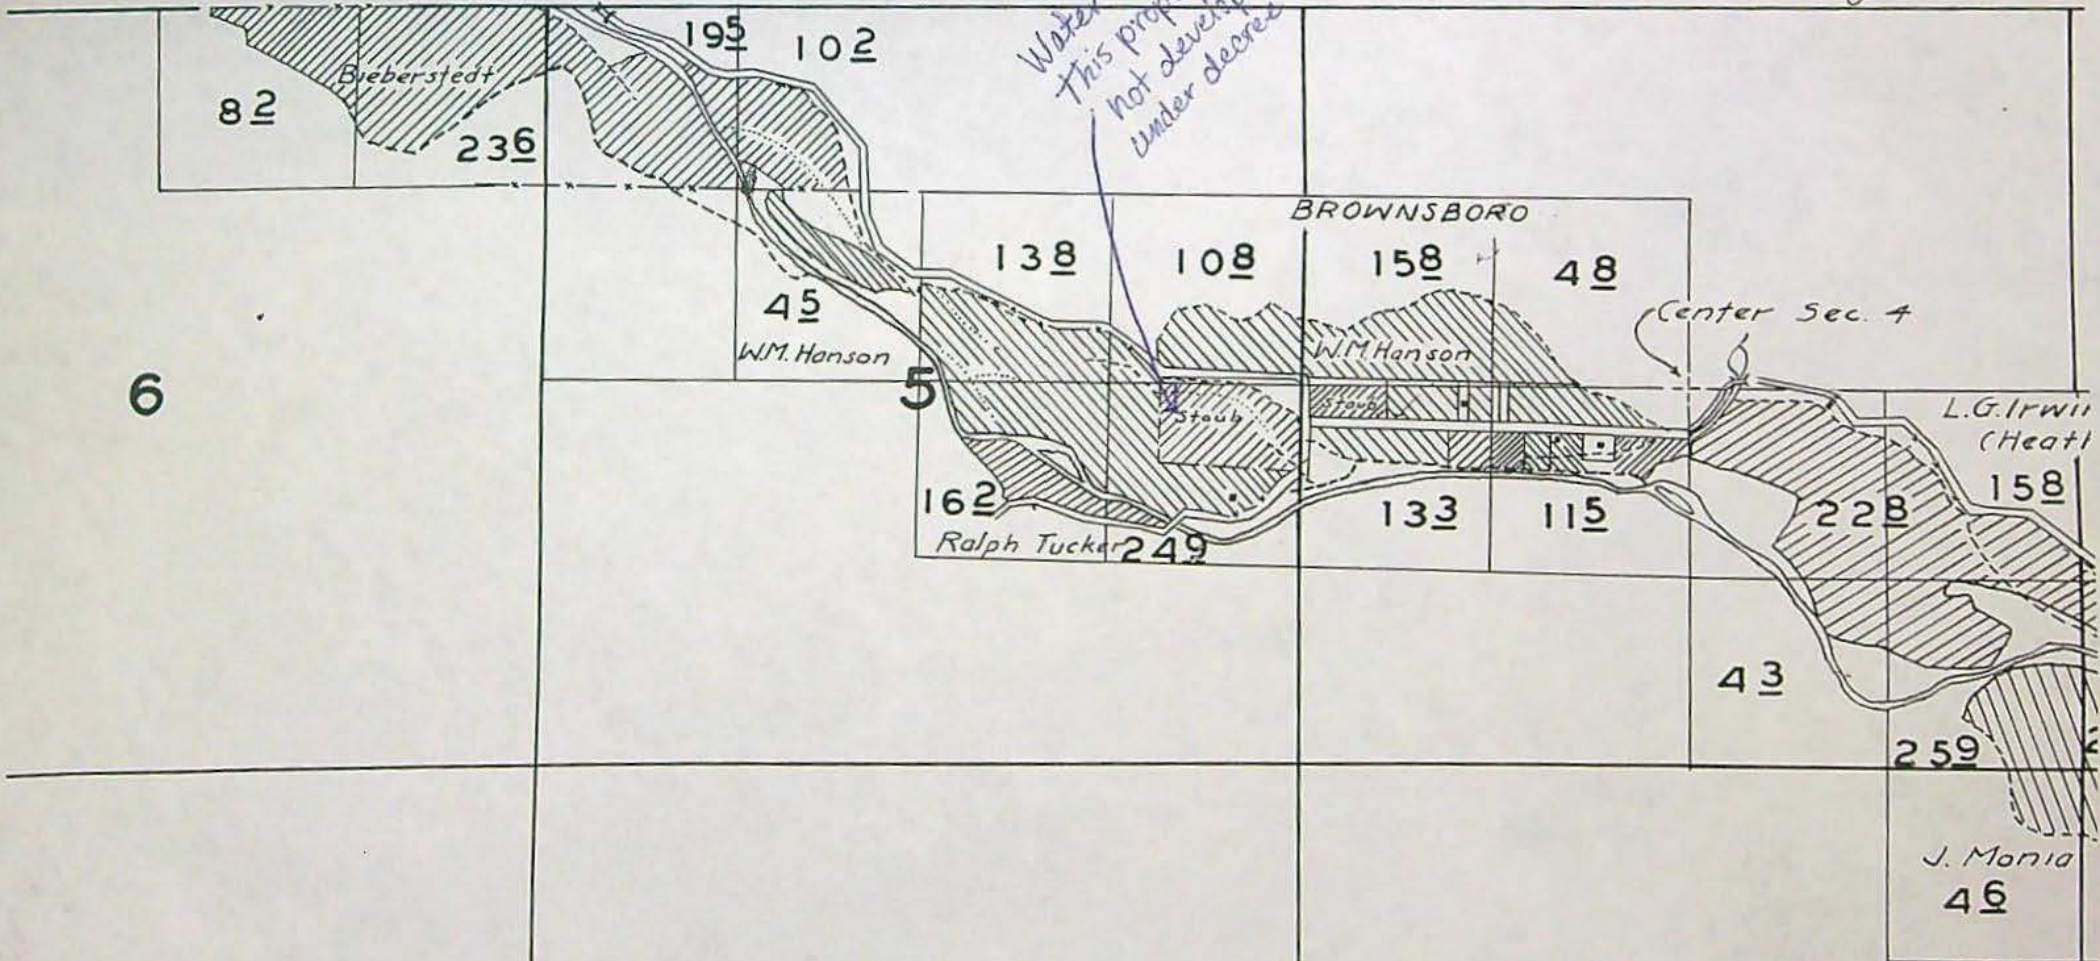 19<u>5</u>
10<u>2</u>
Water
this prop
not develop
under decree
Bieberstedt
8<u>2</u>
23<u>6</u>
BROWNSBORO
13<u>8</u>
10<u>8</u>
15<u>8</u>
4<u>8</u>
4<u>5</u>
Center Sec. 4
W.M. Hanson
W.M. Hanson
6
5
Staub
Staub
L.G. Irwi
(Heat
15<u>8</u>
16<u>2</u>
13<u>3</u>
11<u>5</u>
22<u>8</u>
Ralph Tucker
24<u>9</u>
4<u>3</u>
25<u>9</u>
J. Monia
4<u>6</u>